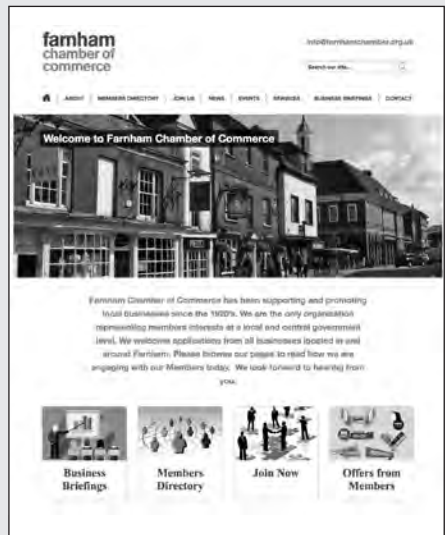 farnham
chamber of
commerce
info@farnhamchamber.org.uk
Search our site...
ABOUT | MEMBERS DIRECTORY | JOIN US | NEWS | EVENTS | SERVICES | BUSINESS BRIEFINGS | CONTACT
Welcome to Farnham Chamber of Commerce
Farnham Chamber of Commerce has been supporting and promoting
local businesses since the 1920's. We are the only organisation
representing members interests at a local and central government
level. We welcome applications from all businesses located in and
around Farnham. Please browse our pages to read how we are
engaging with our Members today. We look forward to hearing from
you.
Business
Briefings
Members
Directory
Join Now
Offers from
Members